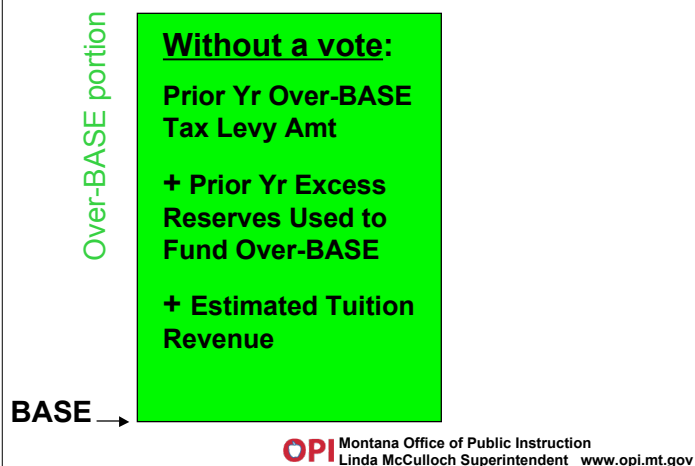 Over-BASE portion
Without a vote:
Prior Yr Over-BASE
Tax Levy Amt
+ Prior Yr Excess
Reserves Used to
Fund Over-BASE
+ Estimated Tuition
Revenue
BASE
OPI Montana Office of Public Instruction
Linda McCulloch Superintendent www.opi.mt.gov